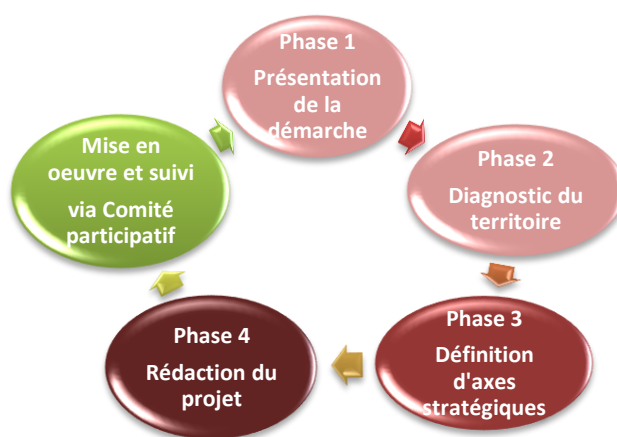 Phase 1
Présentation
de la
démarche
Phase 2
Diagnostic du
territoire
Phase 3
Définition
d'axes
stratégiques
Phase 4
Rédaction du
projet
Mise en
oeuvre et suivi
via Comité
participatif